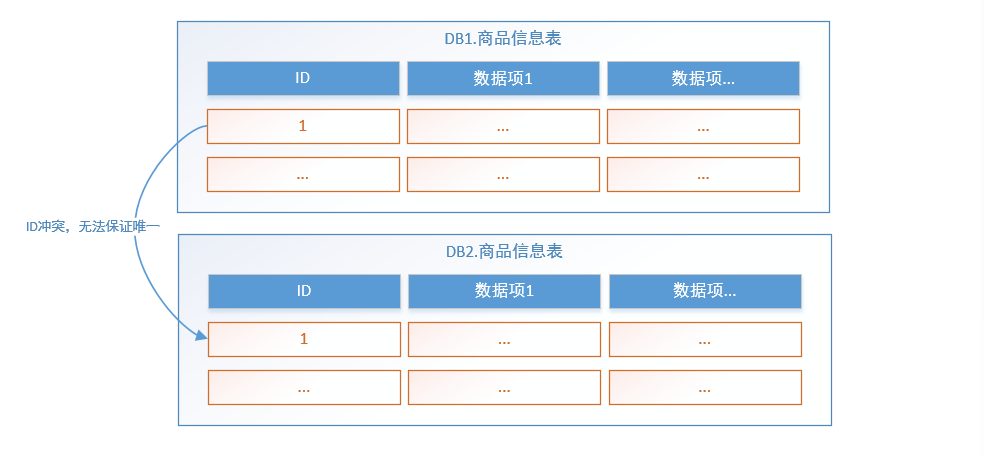 DB1.商品信息表
ID 数据项1 数据项...
1 ... ...
... ... ...
ID冲突，无法保证唯一
DB2.商品信息表
ID 数据项1 数据项...
1 ... ...
... ... ...